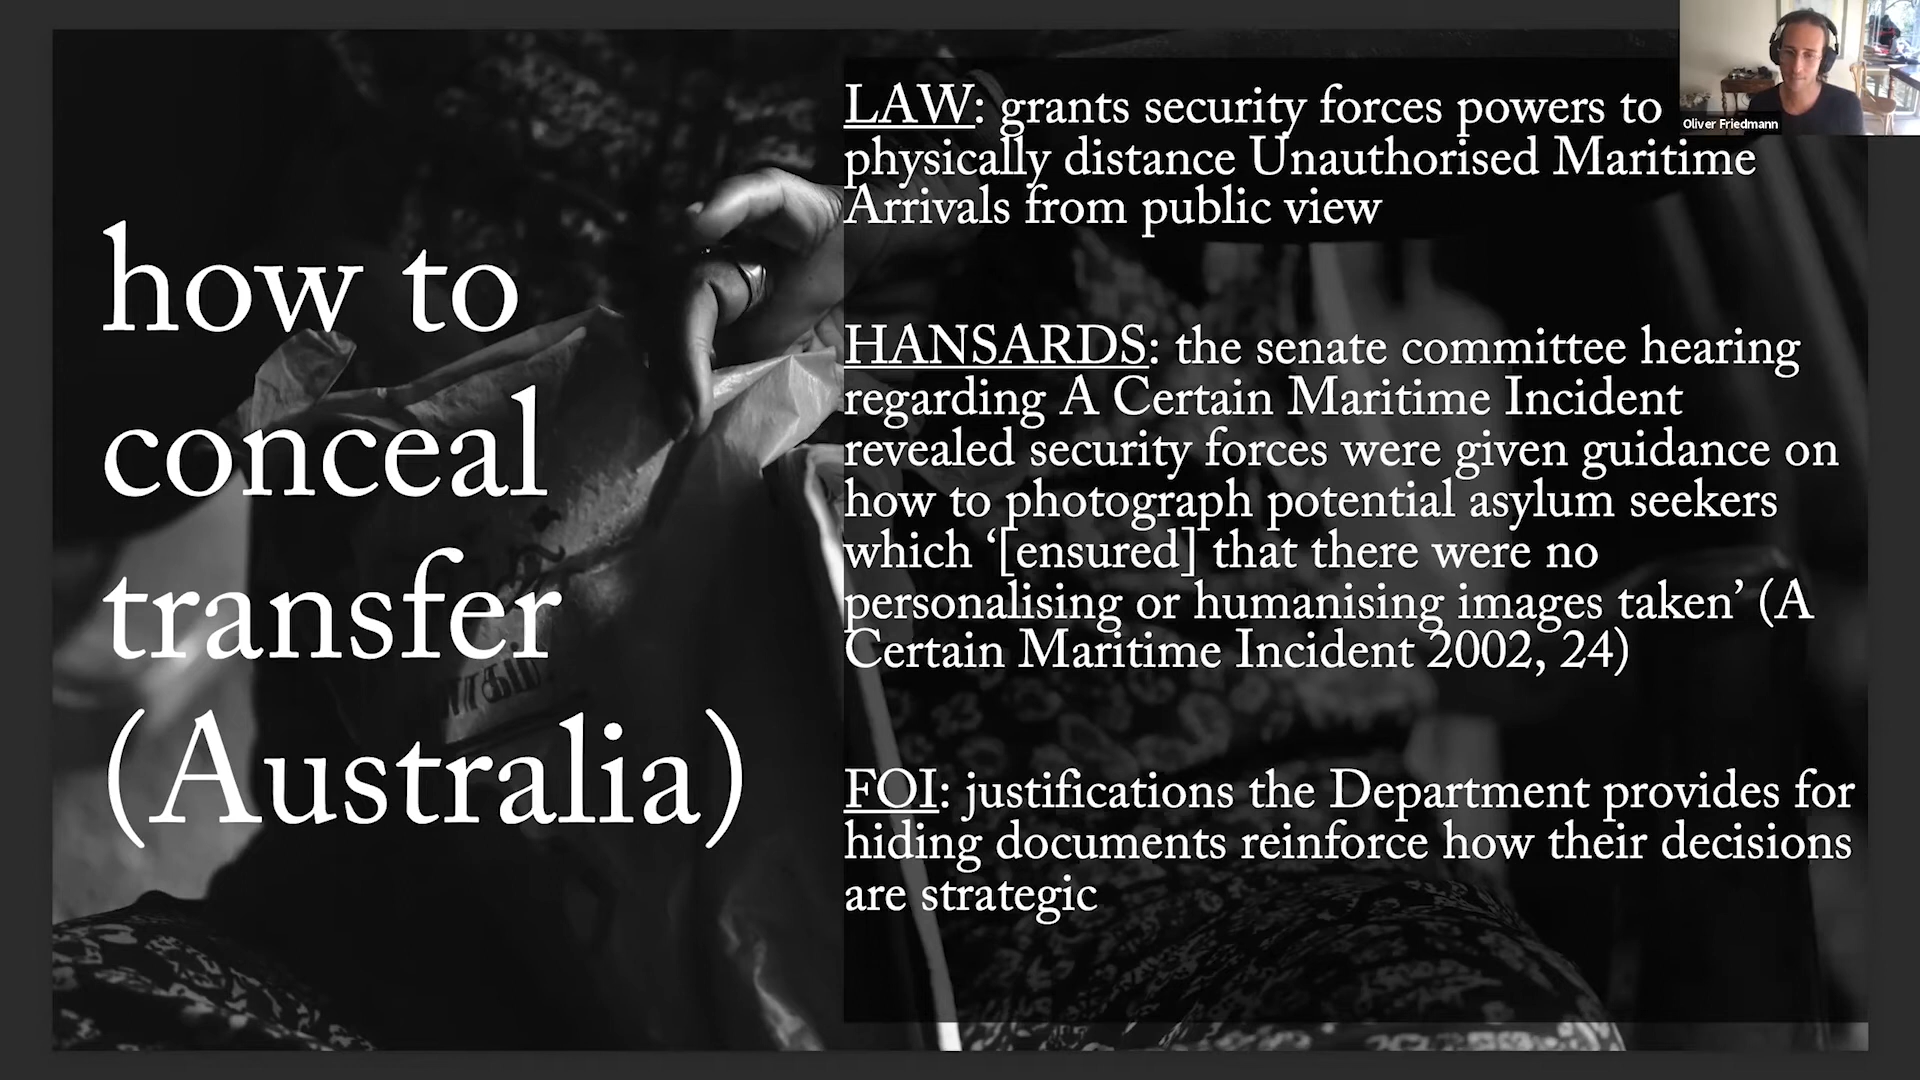 how to
conceal
transfer
(Australia)
LAW: grants security forces powers to
physically distance Unauthorised Maritime
Arrivals from public view
HANSARDS: the senate committee hearing
regarding A Certain Maritime Incident
revealed security forces were given guidance on
how to photograph potential asylum seekers
which ‘[ensured] that there were no
personalising or humanising images taken’ (A
Certain Maritime Incident 2002, 24)
FOI: justifications the Department provides for
hiding documents reinforce how their decisions
are strategic
Oliver Friedmann